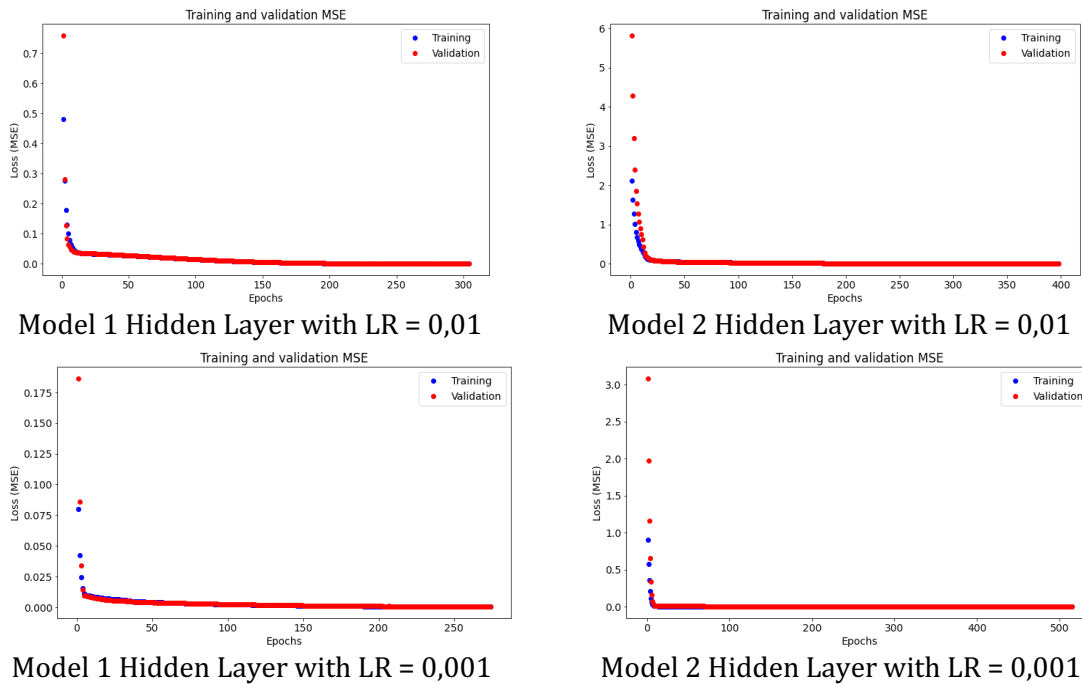 Training and validation MSE
Training
Validation
Loss (MSE)
0.7
0.6
0.5
0.4
0.3
0.2
0.1
0.0
0 50 100 150 200 250 300
Epochs
Model 1 Hidden Layer with LR = 0,01
Training and validation MSE
Training
Validation
Loss (MSE)
6
5
4
3
2
1
0
0 50 100 150 200 250 300 350 400
Epochs
Model 2 Hidden Layer with LR = 0,01
Training and validation MSE
Training
Validation
Loss (MSE)
0.175
0.150
0.125
0.100
0.075
0.050
0.025
0.000
0 50 100 150 200 250
Epochs
Model 1 Hidden Layer with LR = 0,001
Training and validation MSE
Training
Validation
Loss (MSE)
3.0
2.5
2.0
1.5
1.0
0.5
0.0
0 100 200 300 400 500
Epochs
Model 2 Hidden Layer with LR = 0,001